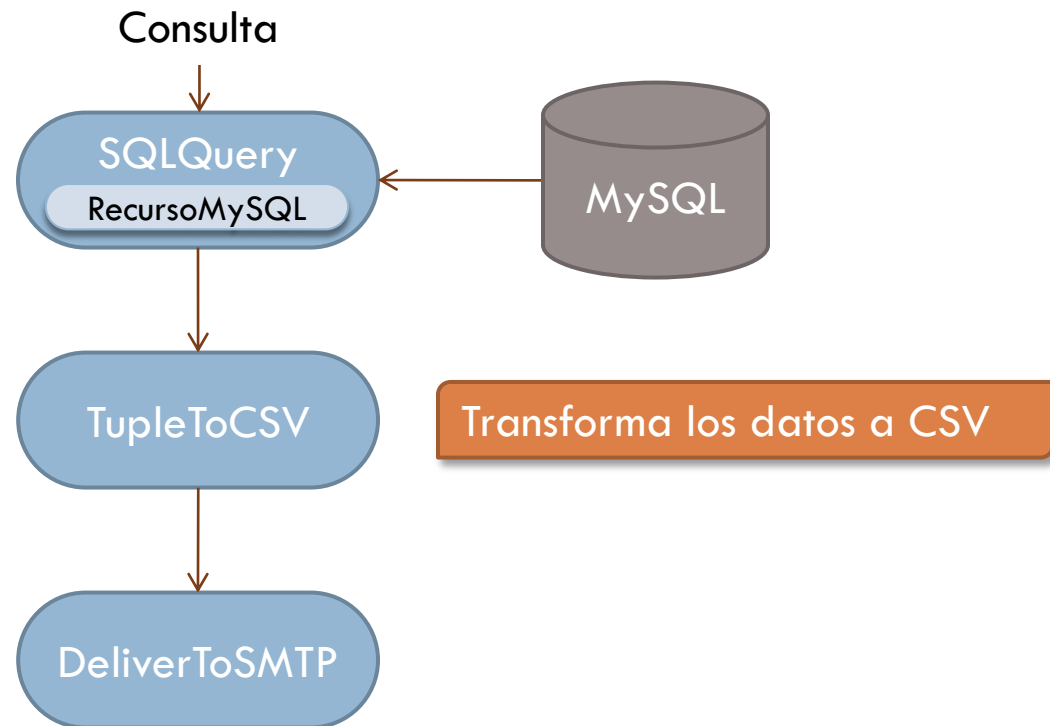 Consulta
SQLQuery
RecursoMySQL
MySQL
TupleToCSV
Transforma los datos a CSV
DeliverToSMTP